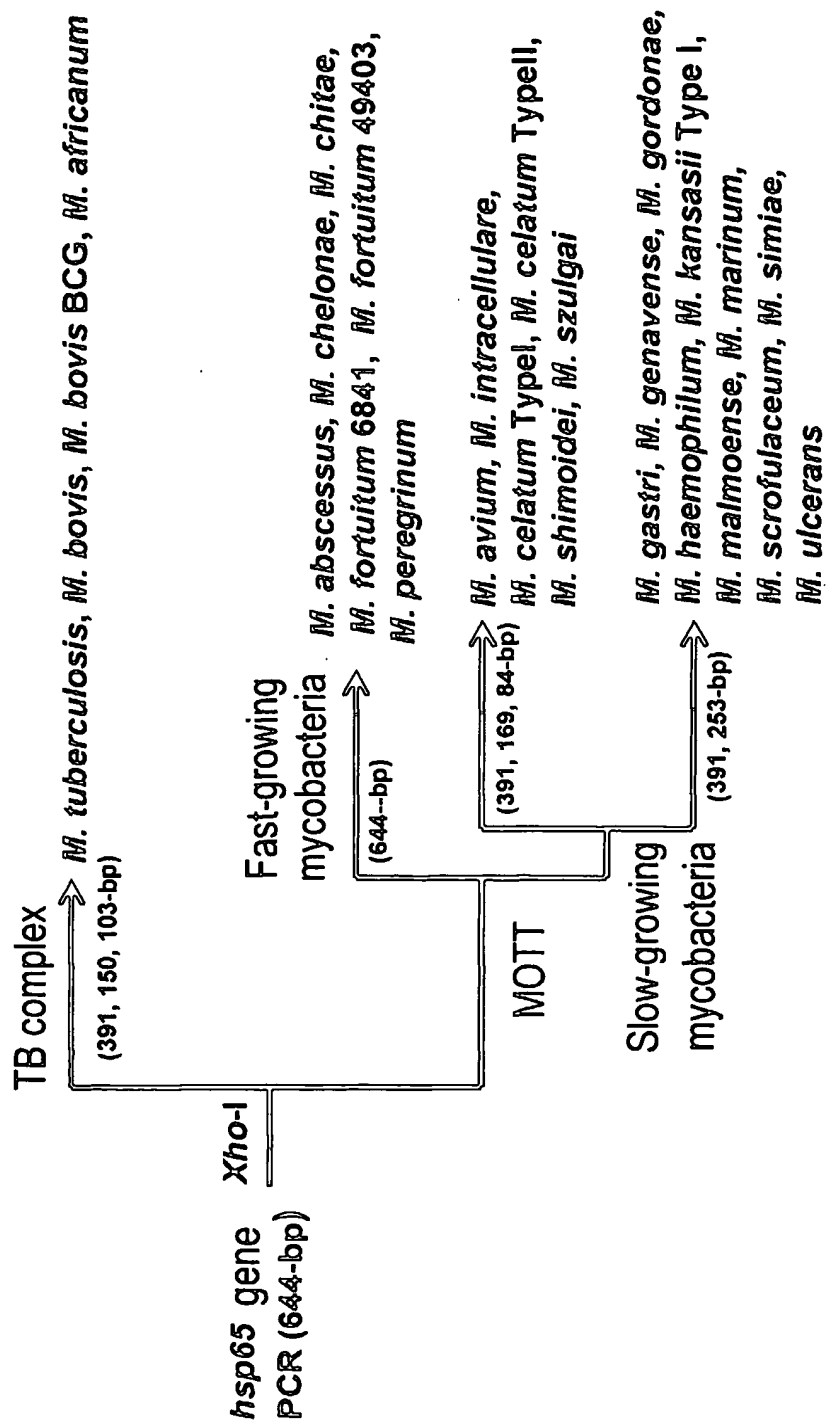 hsp65 gene
PCR (644-bp)
Xho-I
TB complex
(391, 150, 103-bp)
M. tuberculosis, M. bovis, M. bovis BCG, M. africanum
MOTT
Fast-growing
mycobacteria
(644--bp)
M. abscessus, M. chelonae, M. chitae,
M. fortuitum 6841, M. fortuitum 49403,
M. peregrinum
Slow-growing
mycobacteria
(391, 169, 84-bp)
M. avium, M. intracellulare,
M. celatum TypeI, M. celatum TypeII,
M. shimoidei, M. szulgai
(391, 253-bp)
M. gastri, M. genavense, M. gordonae,
M. haemophilum, M. kansasii Type I,
M. malmoense, M. marinum,
M. scrofulaceum, M. simiae,
M. ulcerans